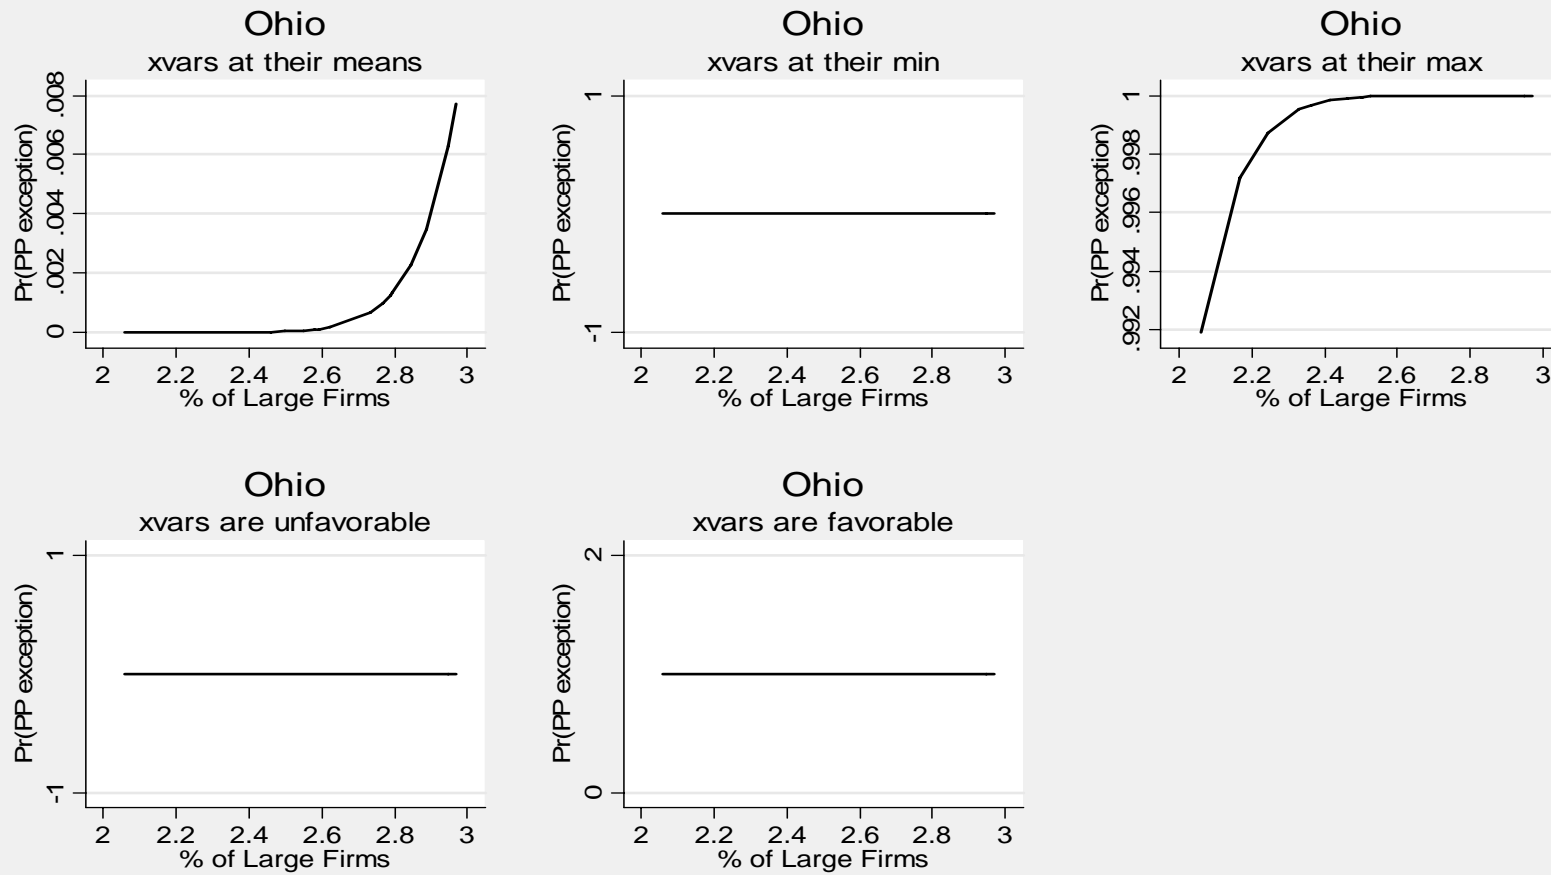 Ohio
xvars at their means
Pr(PP exception)
.008
.006
.004
.002
0
2 2.2 2.4 2.6 2.8 3
% of Large Firms
Ohio
xvars at their min
Pr(PP exception)
1
-1
2 2.2 2.4 2.6 2.8 3
% of Large Firms
Ohio
xvars at their max
Pr(PP exception)
1
.998
.996
.994
.992
2 2.2 2.4 2.6 2.8 3
% of Large Firms
Ohio
xvars are unfavorable
Pr(PP exception)
1
-1
2 2.2 2.4 2.6 2.8 3
% of Large Firms
Ohio
xvars are favorable
Pr(PP exception)
2
0
2 2.2 2.4 2.6 2.8 3
% of Large Firms